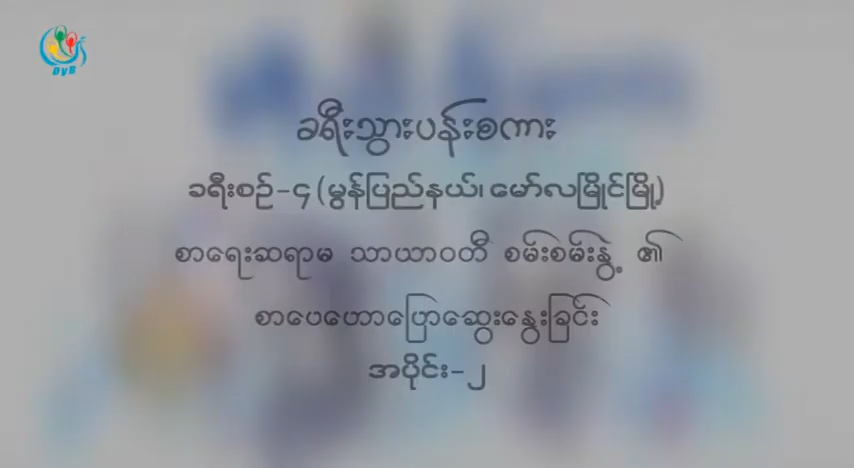 DVB
ခရီးသွားပန်းစကား
ခရီးစဉ်-၄ (မွန်ပြည်နယ်၊ မော်လမြိုင်မြို့)
စာရေးဆရာမ သာယာဝတီ စမ်းစမ်းနွဲ့ ၏
စာပေဟောပြောဆွေးနွေးခြင်း
အပိုင်း-၂